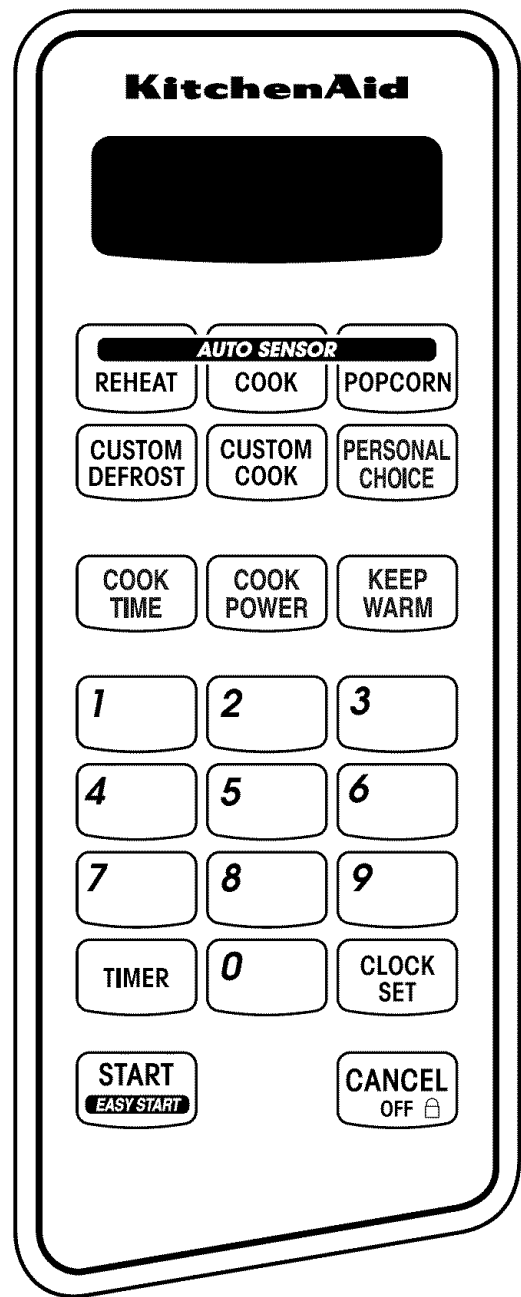 KitchenAid
AUTO SENSOR
REHEAT COOK POPCORN
CUSTOM DEFROST
CUSTOM COOK
PERSONAL CHOICE
COOK TIME
COOK POWER
KEEP WARM
1 2 3
4 5 6
7 8 9
TIMER
0
CLOCK SET
START
EASY START
CANCEL
OFF